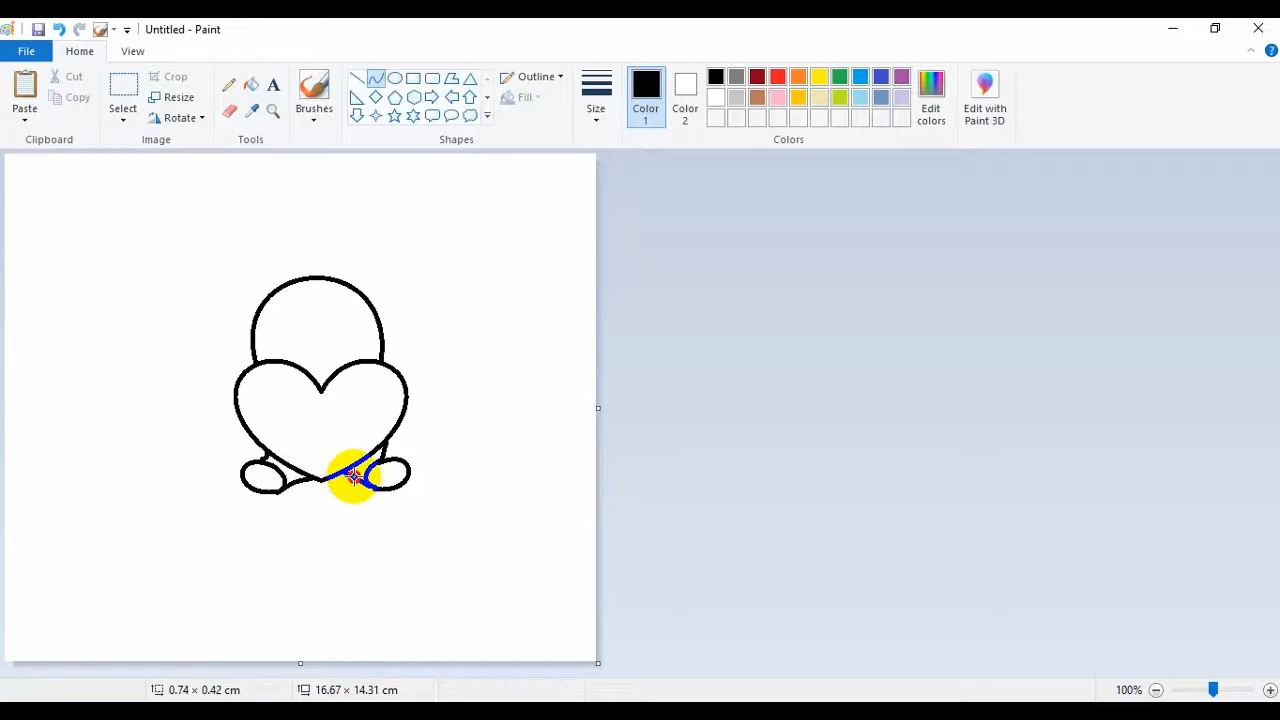 Untitled - Paint
File Home View
Paste
Cut
Copy
Clipboard
Select
Crop
Resize
Rotate
Image
Tools
Brushes
Outline
Fill
Shapes
Size
Color 1
Color 2
Edit colors
Colors
Edit with Paint 3D
0.74 × 0.42 cm
16.67 × 14.31 cm
100%